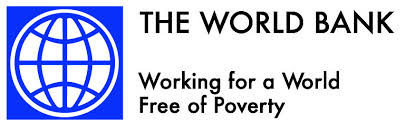 THE WORLD BANK
Working for a World
Free of Poverty